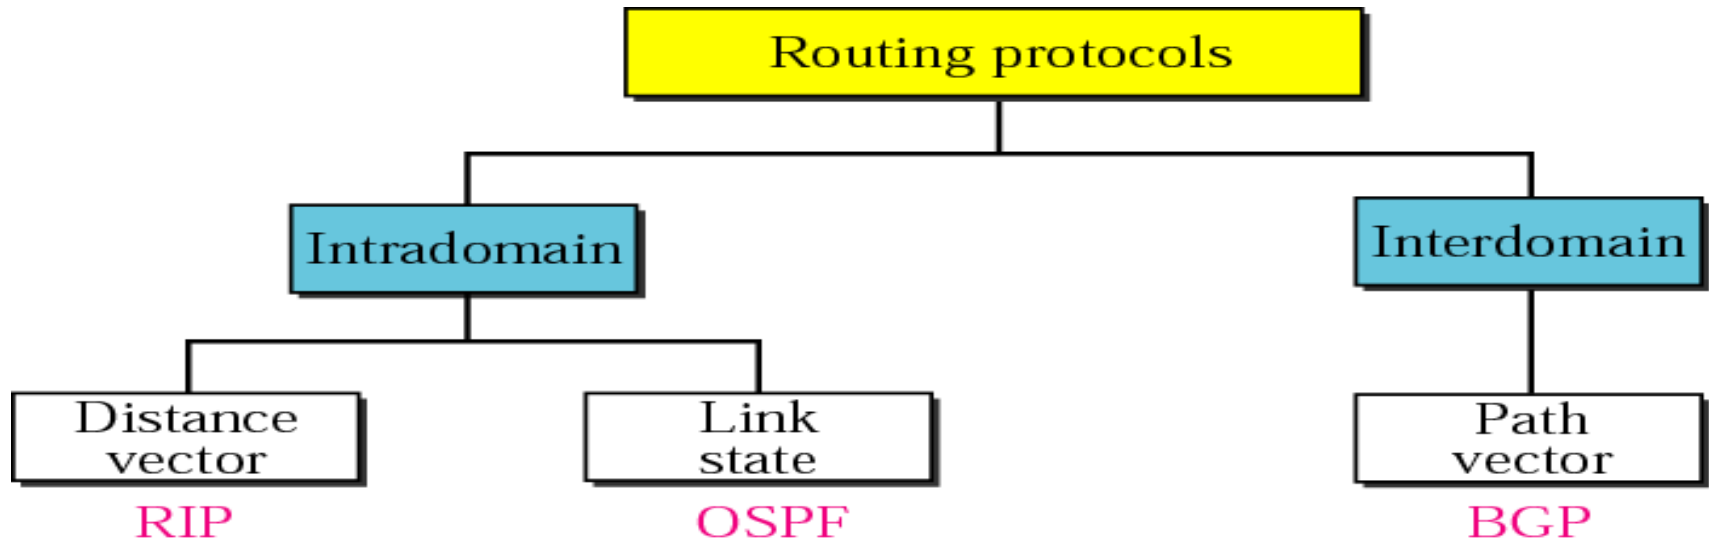 Routing protocols
Intradomain
Interdomain
Distance
vector
Link
state
Path
vector
RIP
OSPF
BGP